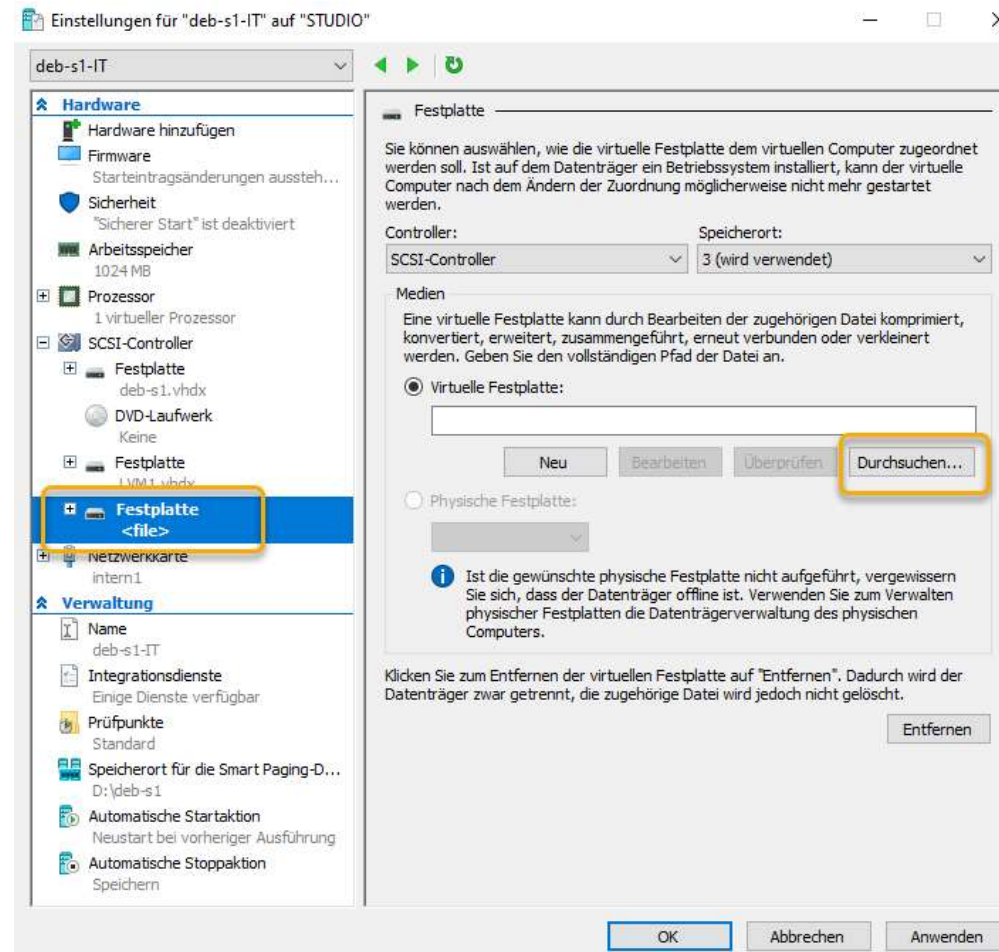 Einstellungen für "deb-s1-IT" auf "STUDIO"
deb-s1-IT
Hardware
Hardware hinzufügen
Firmware
Starteintragsänderungen aussteh...
Sicherheit
"Sicherer Start" ist deaktiviert
Arbeitsspeicher
1024 MB
Prozessor
1 virtueller Prozessor
SCSI-Controller
Festplatte
deb-s1.vhdx
DVD-Laufwerk
Keine
Festplatte
LVM1.vhdx
Festplatte
<file>
Netzwerkkarte
intern1
Verwaltung
Name
deb-s1-IT
Integrationsdienste
Einige Dienste verfügbar
Prüfpunkte
Standard
Speicherort für die Smart Paging-D...
D:\deb-s1
Automatische Startaktion
Neustart bei vorheriger Ausführung
Automatische Stoppaktion
Speichern
Festplatte
Sie können auswählen, wie die virtuelle Festplatte dem virtuellen Computer zugeordnet
werden soll. Ist auf dem Datenträger ein Betriebssystem installiert, kann der virtuelle
Computer nach dem Ändern der Zuordnung möglicherweise nicht mehr gestartet
werden.
Controller:
Speicherort:
SCSI-Controller
3 (wird verwendet)
Medien
Eine virtuelle Festplatte kann durch Bearbeiten der zugehörigen Datei komprimiert,
konvertiert, erweitert, zusammengeführt, erneut verbunden oder verkleinert
werden. Geben Sie den vollständigen Pfad der Datei an.
Virtuelle Festplatte:
Neu
Bearbeiten
Überprüfen
Durchsuchen...
Physische Festplatte:
Ist die gewünschte physische Festplatte nicht aufgeführt, vergewissern
Sie sich, dass der Datenträger offline ist. Verwenden Sie zum Verwalten
physischer Festplatten die Datenträgerverwaltung des physischen
Computers.
Klicken Sie zum Entfernen der virtuellen Festplatte auf "Entfernen". Dadurch wird der
Datenträger zwar getrennt, die zugehörige Datei wird jedoch nicht gelöscht.
Entfernen
OK
Abbrechen
Anwenden